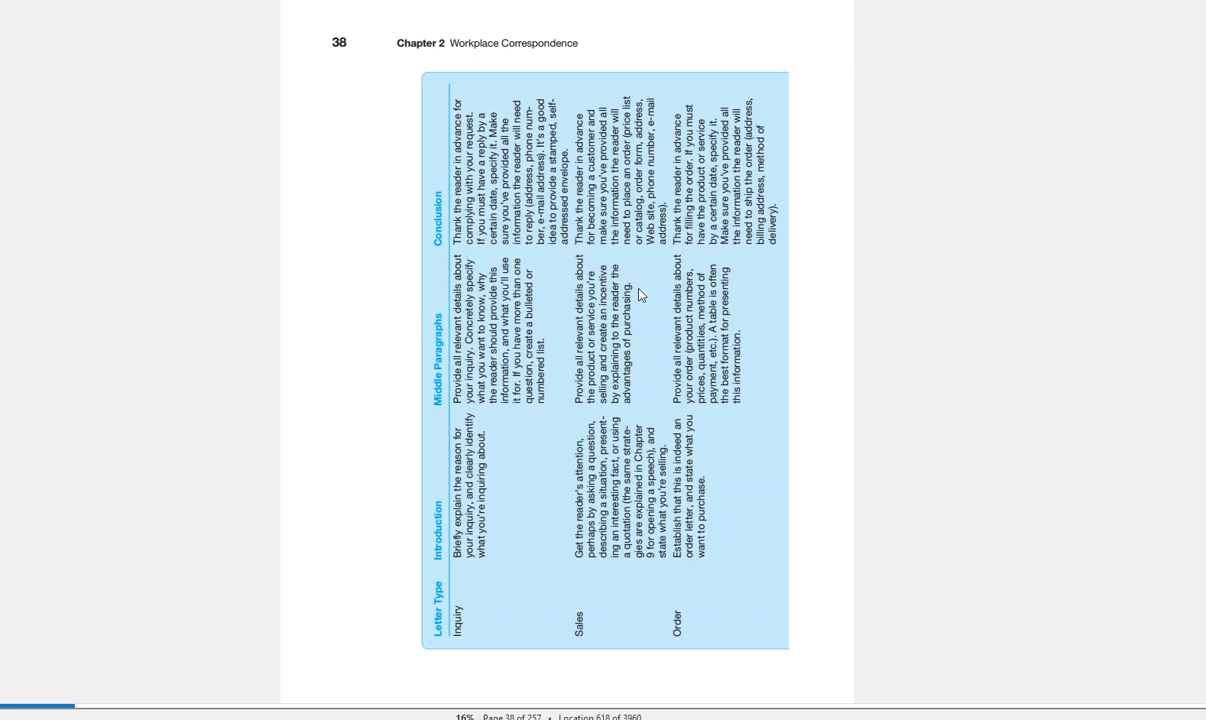 38
Chapter 2 Workplace Correspondence
Letter Type
Introduction
Middle Paragraphs
Conclusion
Inquiry
Briefly explain the reason for
your inquiry, and clearly identify
what you're inquiring about.
Provide all relevant details about
your inquiry. Concretely specify
what you want to know, why
the reader should provide this
information, and what you'll use
it for. If you have more than one
question, create a bulleted or
numbered list.
Thank the reader in advance for
complying with your request.
If you must have a reply by a
certain date, specify it. Make
sure you've provided all the
information the reader will need
to reply (address, phone num-
ber, e-mail address). It's a good
idea to provide a stamped, self-
addressed envelope.
Sales
Get the reader's attention,
perhaps by asking a question,
describing a situation, present-
ing an interesting fact, or using
a quotation (the same strate-
gies are explained in Chapter
9 for opening a speech), and
state what you're selling.
Provide all relevant details about
the product or service you're
selling and create an incentive
by explaining to the reader the
advantages of purchasing.
Thank the reader in advance
for becoming a customer and
make sure you've provided all
the information the reader will
need to place an order (price list
or catalog, order form, address,
Web site, phone number, e-mail
address).
Order
Establish that this is indeed an
order letter, and state what you
want to purchase.
Provide all relevant details about
your order (product numbers,
prices, quantities, method of
payment, etc.). A table is often
the best format for presenting
this information.
Thank the reader in advance
for filling the order. If you must
have the product or service
by a certain date, specify it.
Make sure you've provided all
the information the reader will
need to ship the order (address,
billing address, method of
delivery).
16% Page 38 of 257 • Location 618 of 3960